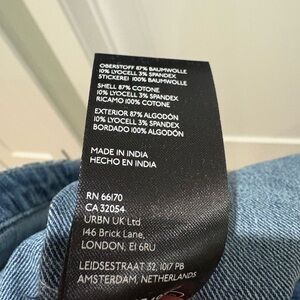 OBERSTOFF 87% BAUMWOLLE
10% LYOCELL 3% SPANDEX
STICKEREI 100% BAUMWOLLE
SHELL 87% COTONE
10% LYOCELL 3% SPANDEX
RICAMO 100% COTONE
EXTERIOR 87% ALGODÓN
10% LYOCELL 3% SPANDEX
BORDADO 100% ALGODÓN
MADE IN INDIA
HECHO EN INDIA
RN 66170
CA 32054
URBN UK Ltd
146 Brick Lane,
LONDON, E1 6RU
LEIDSESTRAAT 32, 1017 PB
AMSTERDAM, NETHERLANDS